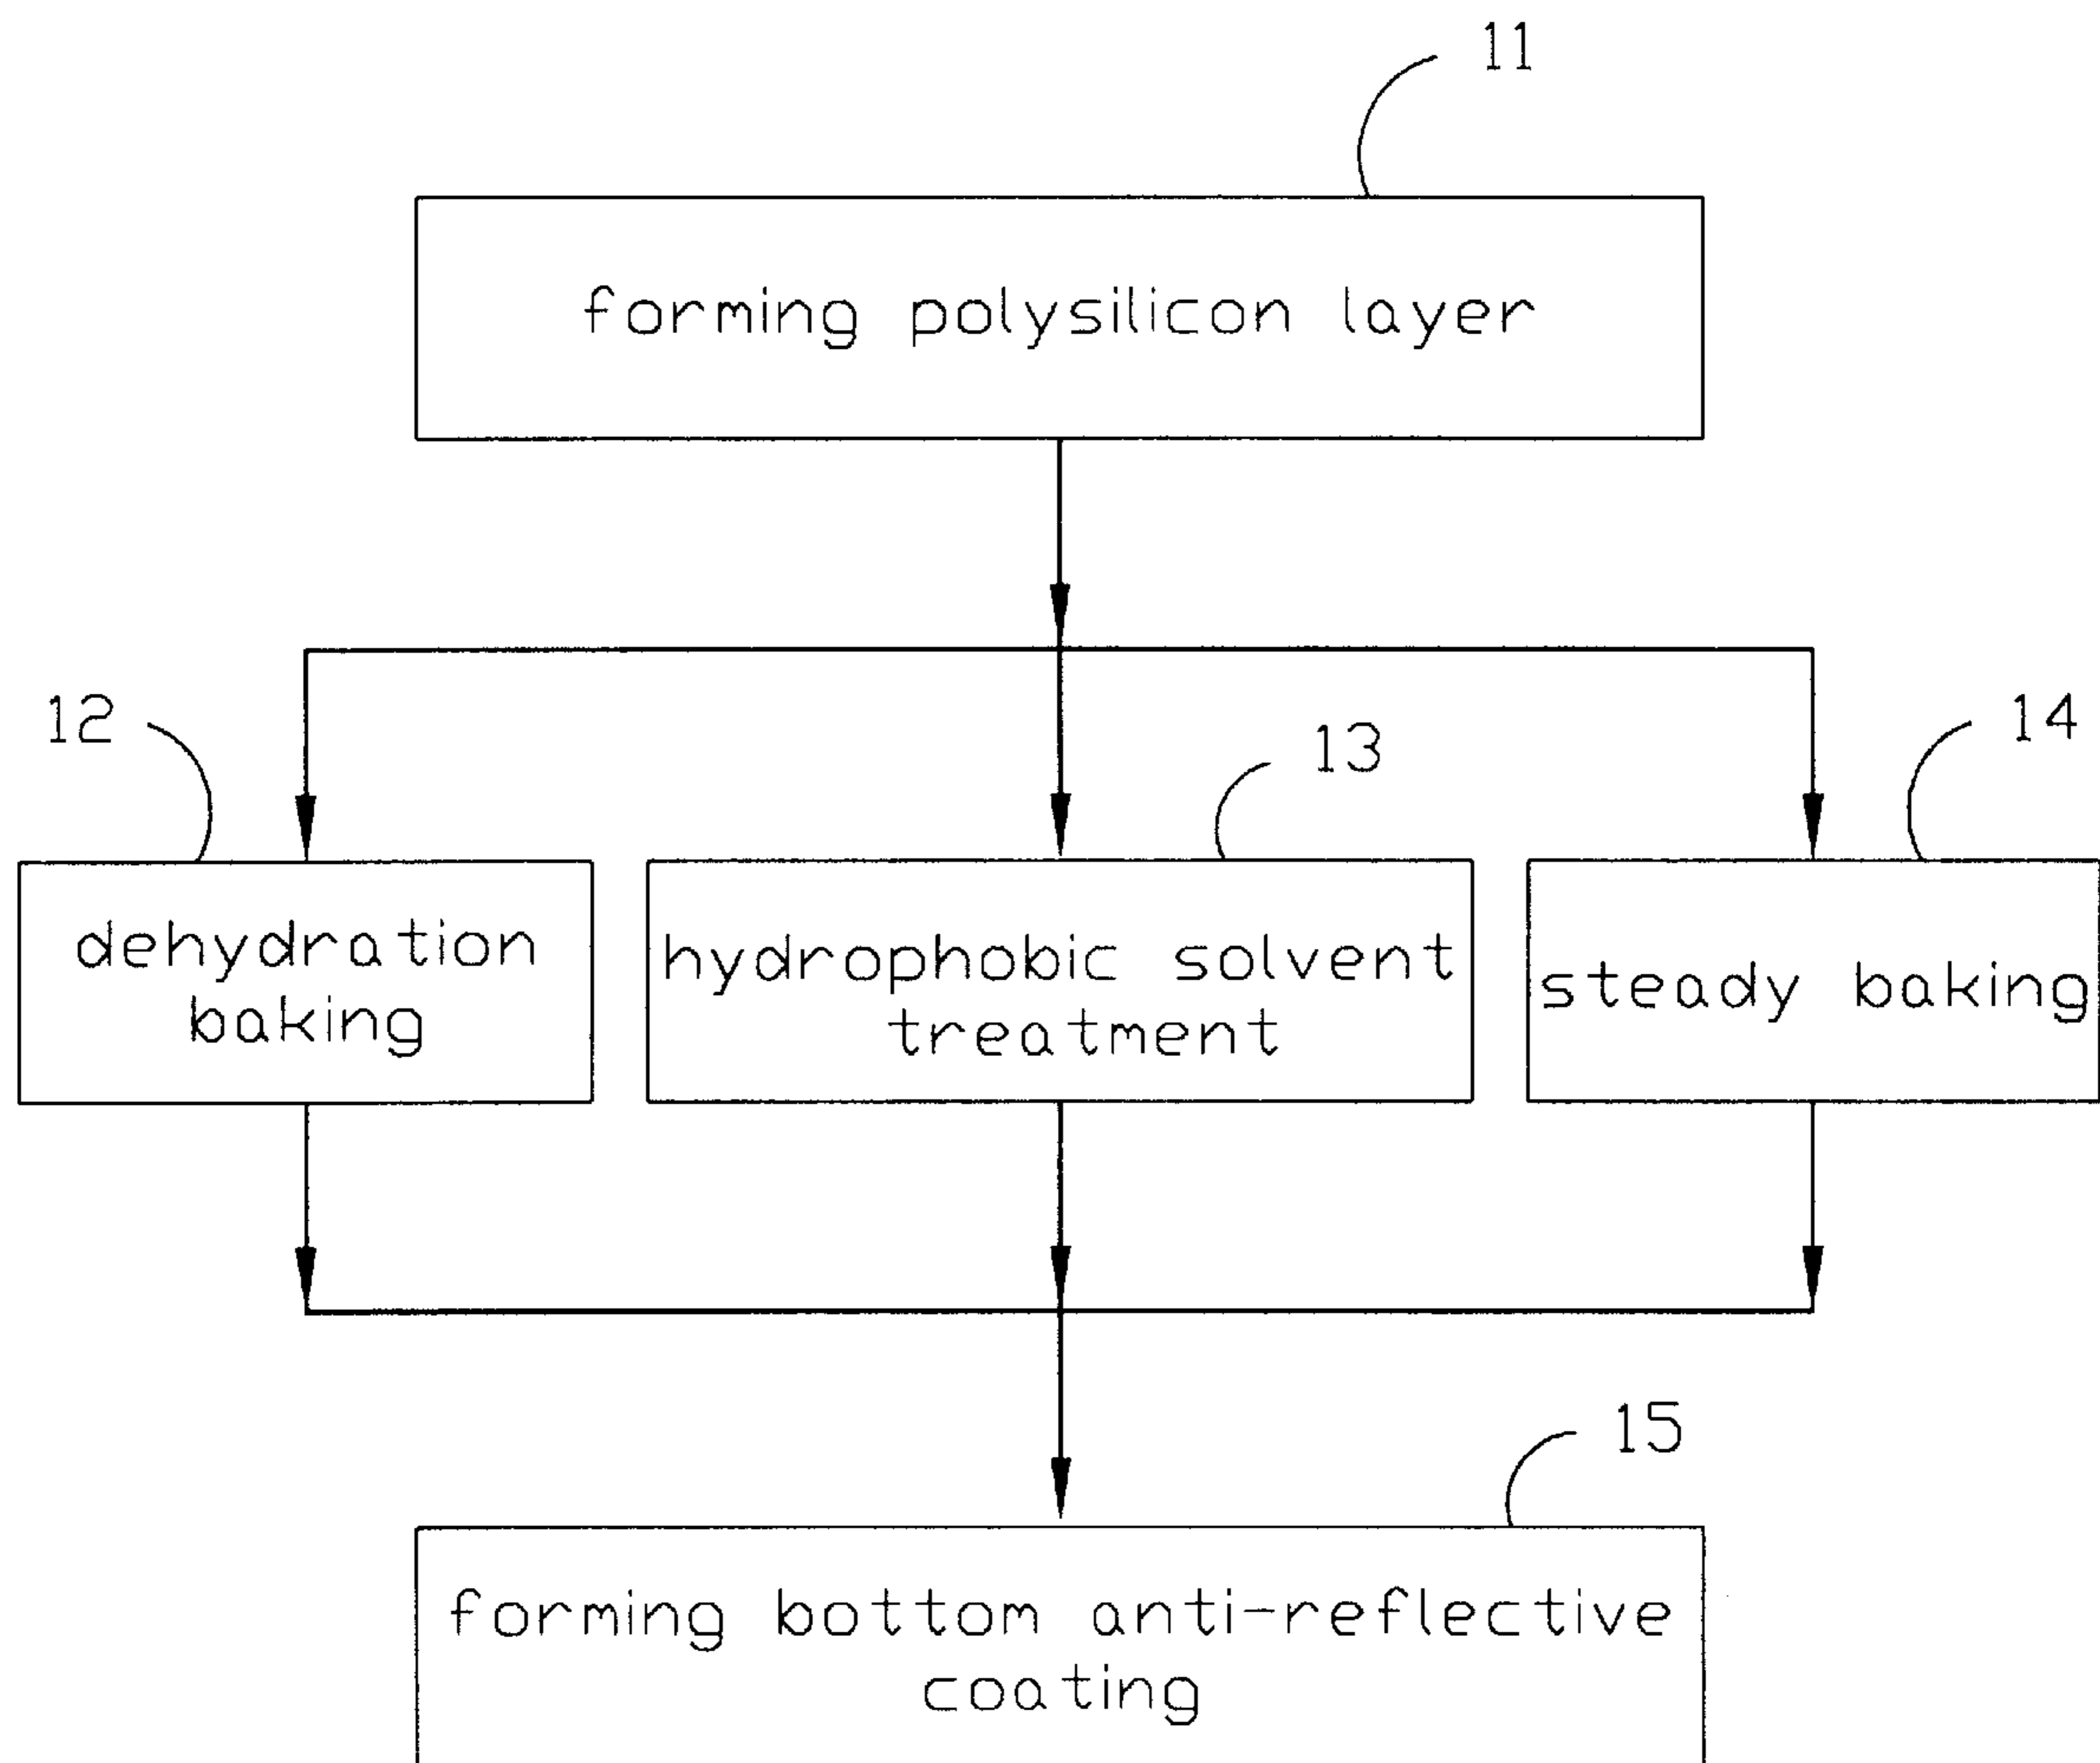 11
forming polysilicon layer
12
13
14
dehydration
baking
hydrophobic solvent
treatment
steady baking
15
forming bottom anti-reflective
coating